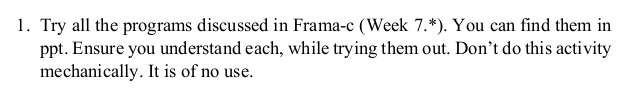 1. Try all the programs discussed in Frama-c (Week 7.*). You can find them in
ppt. Ensure you understand each, while trying them out. Don’t do this activity
mechanically. It is of no use.